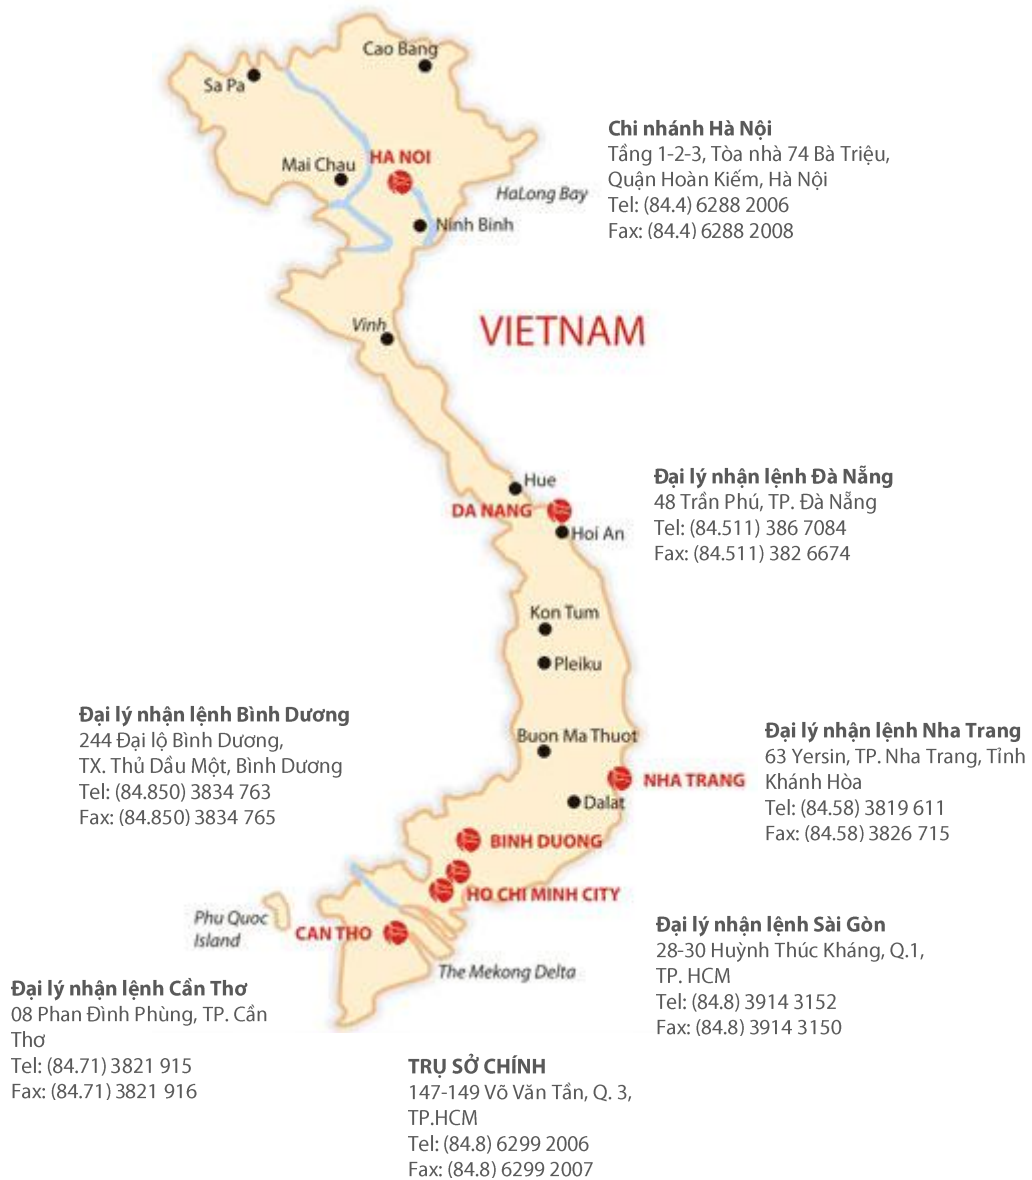 Cao Bang
Sa Pa
Chi nhánh Hà Nội
Tầng 1-2-3, Tòa nhà 74 Bà Triệu,
Quận Hoàn Kiếm, Hà Nội
Tel: (84.4) 6288 2006
Fax: (84.4) 6288 2008
HA NOI
Mai Chau
HaLong Bay
Ninh Binh
Vinh
VIETNAM
Hue
DA NANG
Hoi An
Đại lý nhận lệnh Đà Nẵng
48 Trần Phú, TP. Đà Nẵng
Tel: (84.511) 386 7084
Fax: (84.511) 382 6674
Kon Tum
Pleiku
Đại lý nhận lệnh Bình Dương
244 Đại lộ Bình Dương,
TX. Thủ Dầu Một, Bình Dương
Tel: (84.850) 3834 763
Fax: (84.850) 3834 765
Buon Ma Thuot
Đại lý nhận lệnh Nha Trang
63 Yersin, TP. Nha Trang, Tỉnh
Khánh Hòa
Tel: (84.58) 3819 611
Fax: (84.58) 3826 715
NHA TRANG
Dalat
BINH DUONG
HO CHI MINH CITY
Phu Quoc
Island
CAN THO
The Mekong Delta
Đại lý nhận lệnh Sài Gòn
28-30 Huỳnh Thúc Kháng, Q.1,
TP. HCM
Tel: (84.8) 3914 3152
Fax: (84.8) 3914 3150
Đại lý nhận lệnh Cần Thơ
08 Phan Đình Phùng, TP. Cần
Thơ
Tel: (84.71) 3821 915
Fax: (84.71) 3821 916
TRỤ SỞ CHÍNH
147-149 Võ Văn Tần, Q. 3,
TP.HCM
Tel: (84.8) 6299 2006
Fax: (84.8) 6299 2007